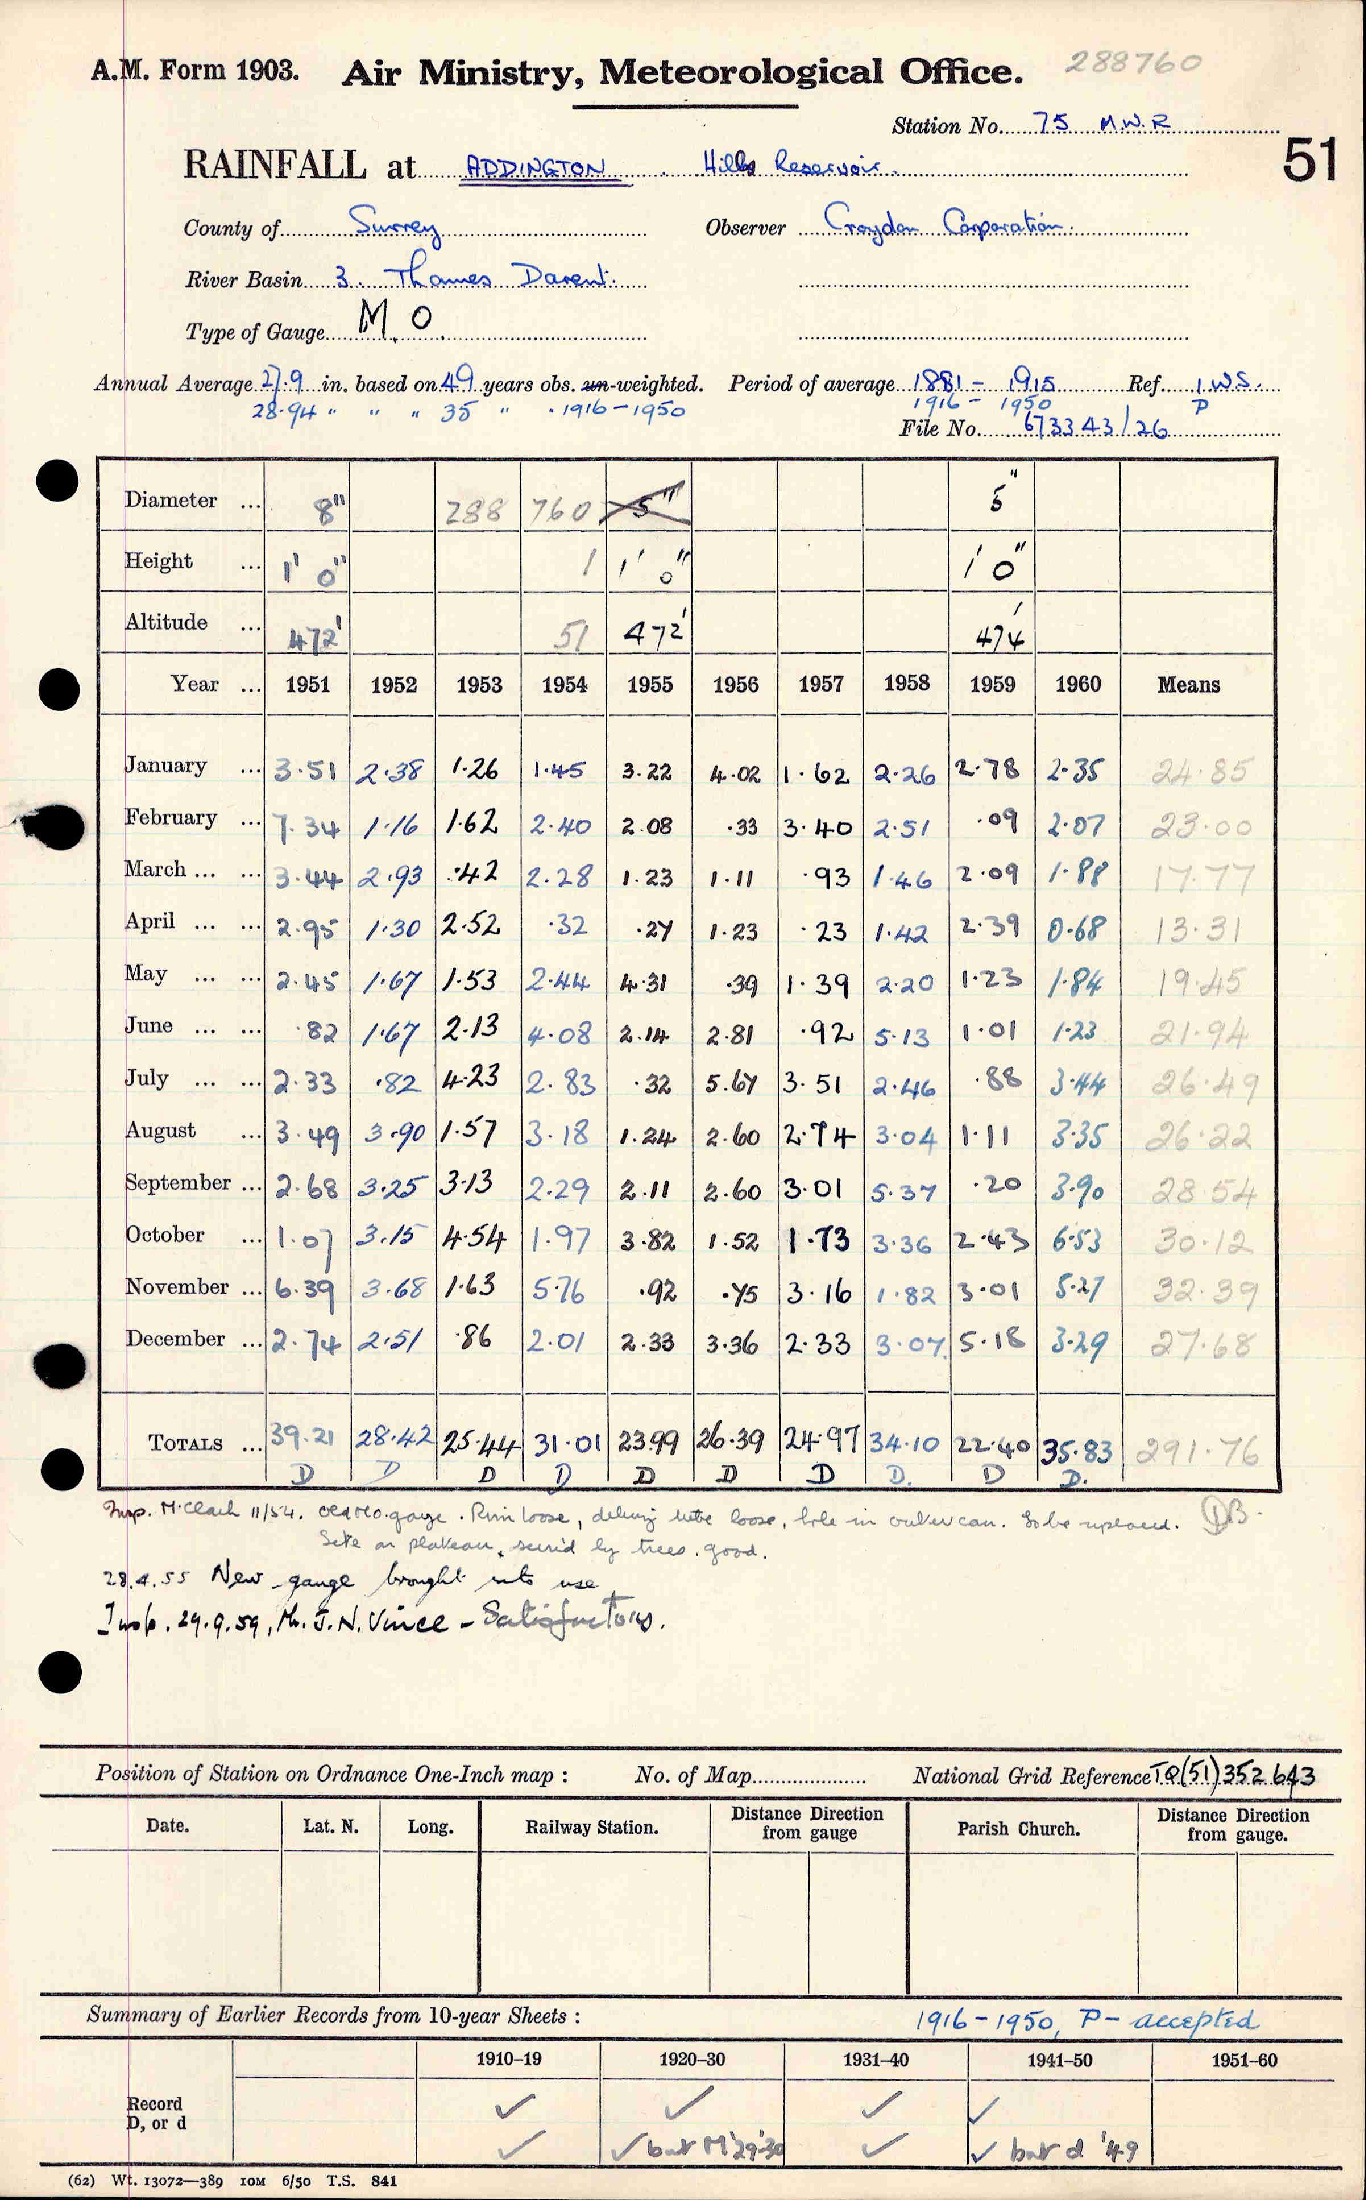 A.M. Form 1903. Air Ministry, Meteorological Office. 288760
Station No. 75 M.W.R
51
RAINFALL at ADDINGTON . Hills Reservoir.
County of Surrey Observer Croydon Corporation.
River Basin 3. Thames Darent.
Type of Gauge M.O.
Annual Average 27.9 in. based on 49 years obs. un-weighted. Period of average 1881 - 1915 Ref. I.W.S.
28.94 " " " 35 " . 1916-1950 1916 - 1950 P
File No. 673343/26
Diameter ... 8" 288 760 5" 5"
Height ... 1' 0" 1 1' 0" 1' 0"
Altitude ... 472' 51 472' 474'
Year ... 1951 1952 1953 1954 1955 1956 1957 1958 1959 1960 Means
January ... 3.51 2.38 1.26 1.45 3.22 4.02 1.62 2.26 2.78 2.35 24.85
February ... 7.34 1.16 1.62 2.40 2.08 .33 3.40 2.51 .09 2.07 23.00
March ... ... 3.44 2.93 .42 2.28 1.23 1.11 .93 1.46 2.09 1.88 17.77
April ... ... 2.95 1.30 2.52 .32 .27 1.23 .23 1.42 2.39 0.68 13.31
May ... ... 2.45 1.67 1.53 2.44 4.31 .39 1.39 2.20 1.23 1.84 19.45
June ... ... .82 1.67 2.13 4.08 2.14 2.81 .92 5.13 1.01 1.23 21.94
July ... ... 2.33 .82 4.23 2.83 .32 5.67 3.51 2.46 .88 3.44 26.49
August ... 3.49 3.90 1.57 3.18 1.24 2.60 2.74 3.04 1.11 3.35 26.22
September ... 2.68 3.25 3.13 2.29 2.11 2.60 3.01 5.37 .20 3.90 28.54
October ... 1.07 3.15 4.54 1.97 3.82 1.52 1.73 3.36 2.43 6.53 30.12
November ... 6.39 3.68 1.63 5.76 .92 .75 3.16 1.82 3.01 5.27 32.39
December ... 2.74 2.51 .86 2.01 2.33 3.36 2.33 3.07 5.18 3.29 27.68
TOTALS ... 39.21 28.42 25.44 31.01 23.99 26.39 24.97 34.10 22.40 35.83 291.76
D D D D D D D D. D D.
Insp. 11/54. Old M.O. gauge. Rim loose, delivery tube loose, hole in outer can. To be replaced.
Site on plateau, by trees. good.
28.4.55 New gauge brought into use
Insp. 29.9.59, Mr. J.N. Vince - Satisfactory.
Position of Station on Ordnance One-Inch map : No. of Map National Grid Reference TQ(51) 352 643
Date. Lat. N. Long. Railway Station. Distance from gauge Direction Parish Church. Distance from gauge. Direction
Summary of Earlier Records from 10-year Sheets : 1916-1950, P - accepted
1910-19 1920-30 1931-40 1941-50 1951-60
Record ✓ ✓ ✓ ✓
D, or d ✓ ✓ but M '29 '30 ✓ ✓ but d '49
(62) Wt. 13072—389 10M 6/50 T.S. 841